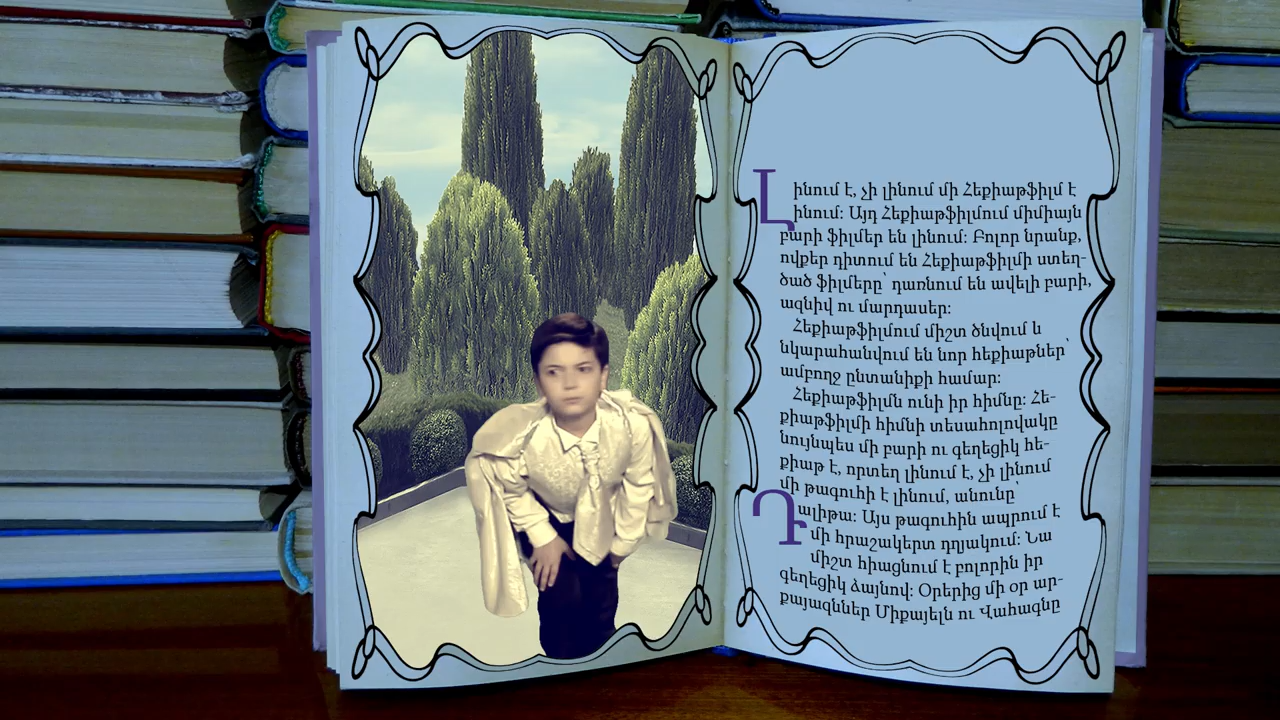 Լինում է, չի լինում մի Հեքիաթֆիլմ է
լինում։ Այդ Հեքիաթֆիլմում միմիայն
բարի ֆիլմեր են լինում։ Բոլոր նրանք,
ովքեր դիտում են Հեքիաթֆիլմի ստեղ-
ծած ֆիլմերը՝ դառնում են ավելի բարի,
ազնիվ ու մարդասեր։
Հեքիաթֆիլմում միշտ ծնվում և
նկարահանվում են նոր հեքիաթներ՝
ամբողջ ընտանիքի համար։
Հեքիաթֆիլմն ունի իր հիմնը։ Հե-
քիաթֆիլմի հիմնի տեսահոլովակը
նույնպես մի բարի ու գեղեցիկ հե-
քիաթ է, որտեղ լինում է, չի լինում
մի թագուհի է լինում, անունը՝
Դալիթա։ Այս թագուհին ապրում է
մի հրաշակերտ դղյակում։ Նա
միշտ հիացնում է բոլորին իր
գեղեցիկ ձայնով։ Օրերից մի օր ար-
քայազններ Միքայելն ու Վահագնը